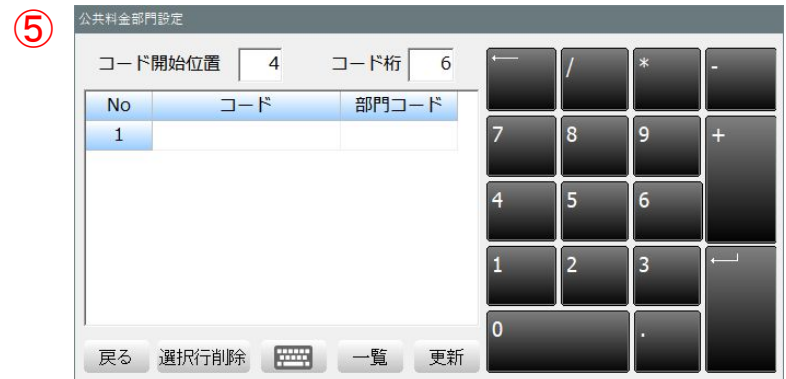 ⑤
公共料金部門設定
コード開始位置 4 コード桁 6
No コード 部門コード
1
戻る 選択行削除 一覧 更新
← / * -
7 8 9 +
4 5 6
1 2 3 ↵
0 .